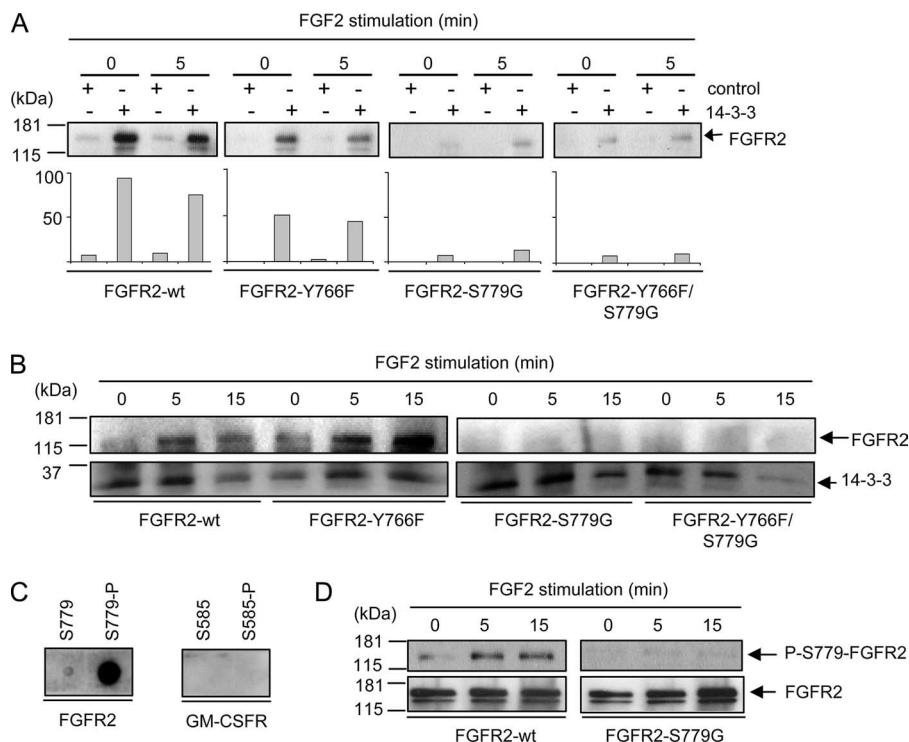 A
FGF2 stimulation (min)
0 5 0 5 0 5 0 5
(kDa)
+ - + - + - + - + - + - + - + - control
- + - + - + - + - + - + - + - + 14-3-3
181
115
FGFR2
100
50
FGFR2-wt FGFR2-Y766F FGFR2-S779G FGFR2-Y766F/
S779G
B
FGF2 stimulation (min)
(kDa)
0 5 15 0 5 15 0 5 15 0 5 15
181
115
FGFR2
37
14-3-3
FGFR2-wt FGFR2-Y766F FGFR2-S779G FGFR2-Y766F/
S779G
C
S779 S779-P S585 S585-P
FGFR2 GM-CSFR
D
FGF2 stimulation (min)
(kDa)
0 5 15 0 5 15
181
115
P-S779-FGFR2
181
115
FGFR2
FGFR2-wt FGFR2-S779G